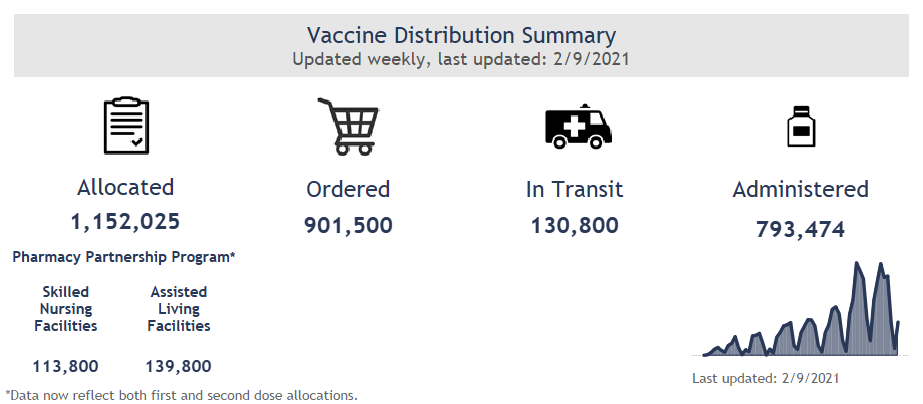 Vaccine Distribution Summary
Updated weekly, last updated: 2/9/2021
Allocated
1,152,025
Ordered
901,500
In Transit
130,800
Administered
793,474
Pharmacy Partnership Program*
Skilled
Nursing
Facilities
113,800
Assisted
Living
Facilities
139,800
Last updated: 2/9/2021
*Data now reflect both first and second dose allocations.